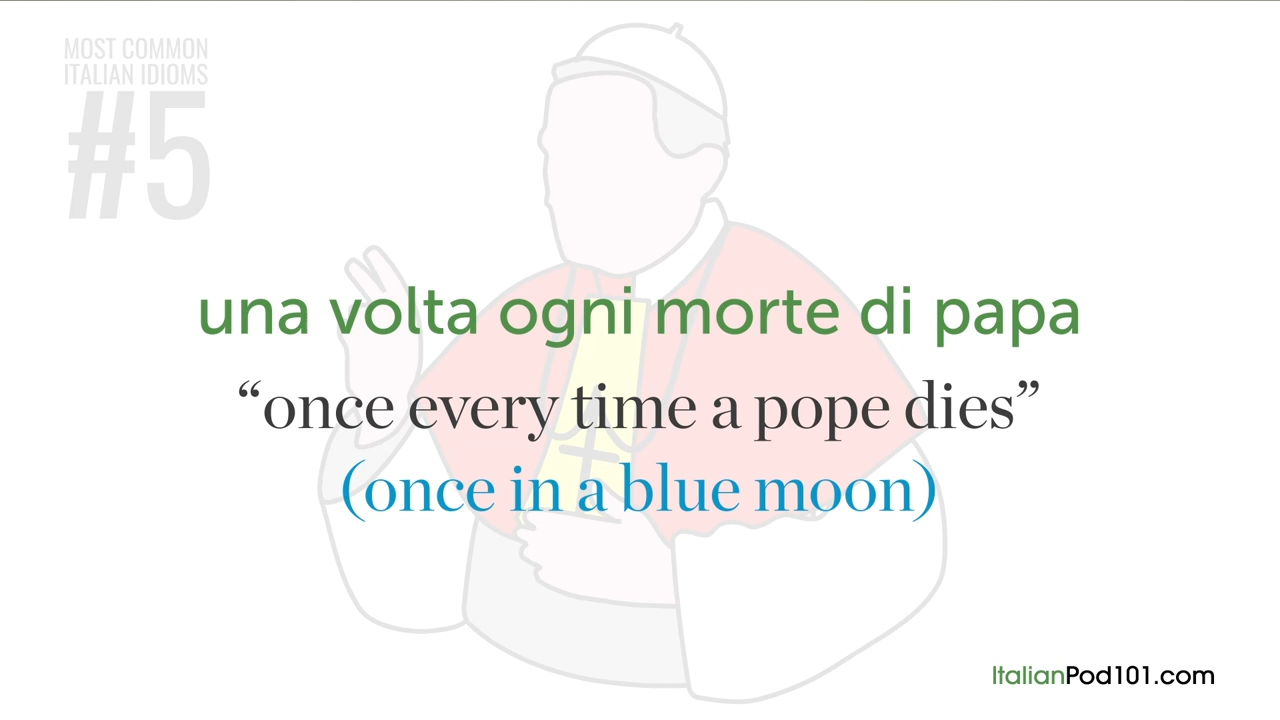 MOST COMMON
ITALIAN IDIOMS
#5
una volta ogni morte di papa
“once every time a pope dies”
(once in a blue moon)
ItalianPod101.com